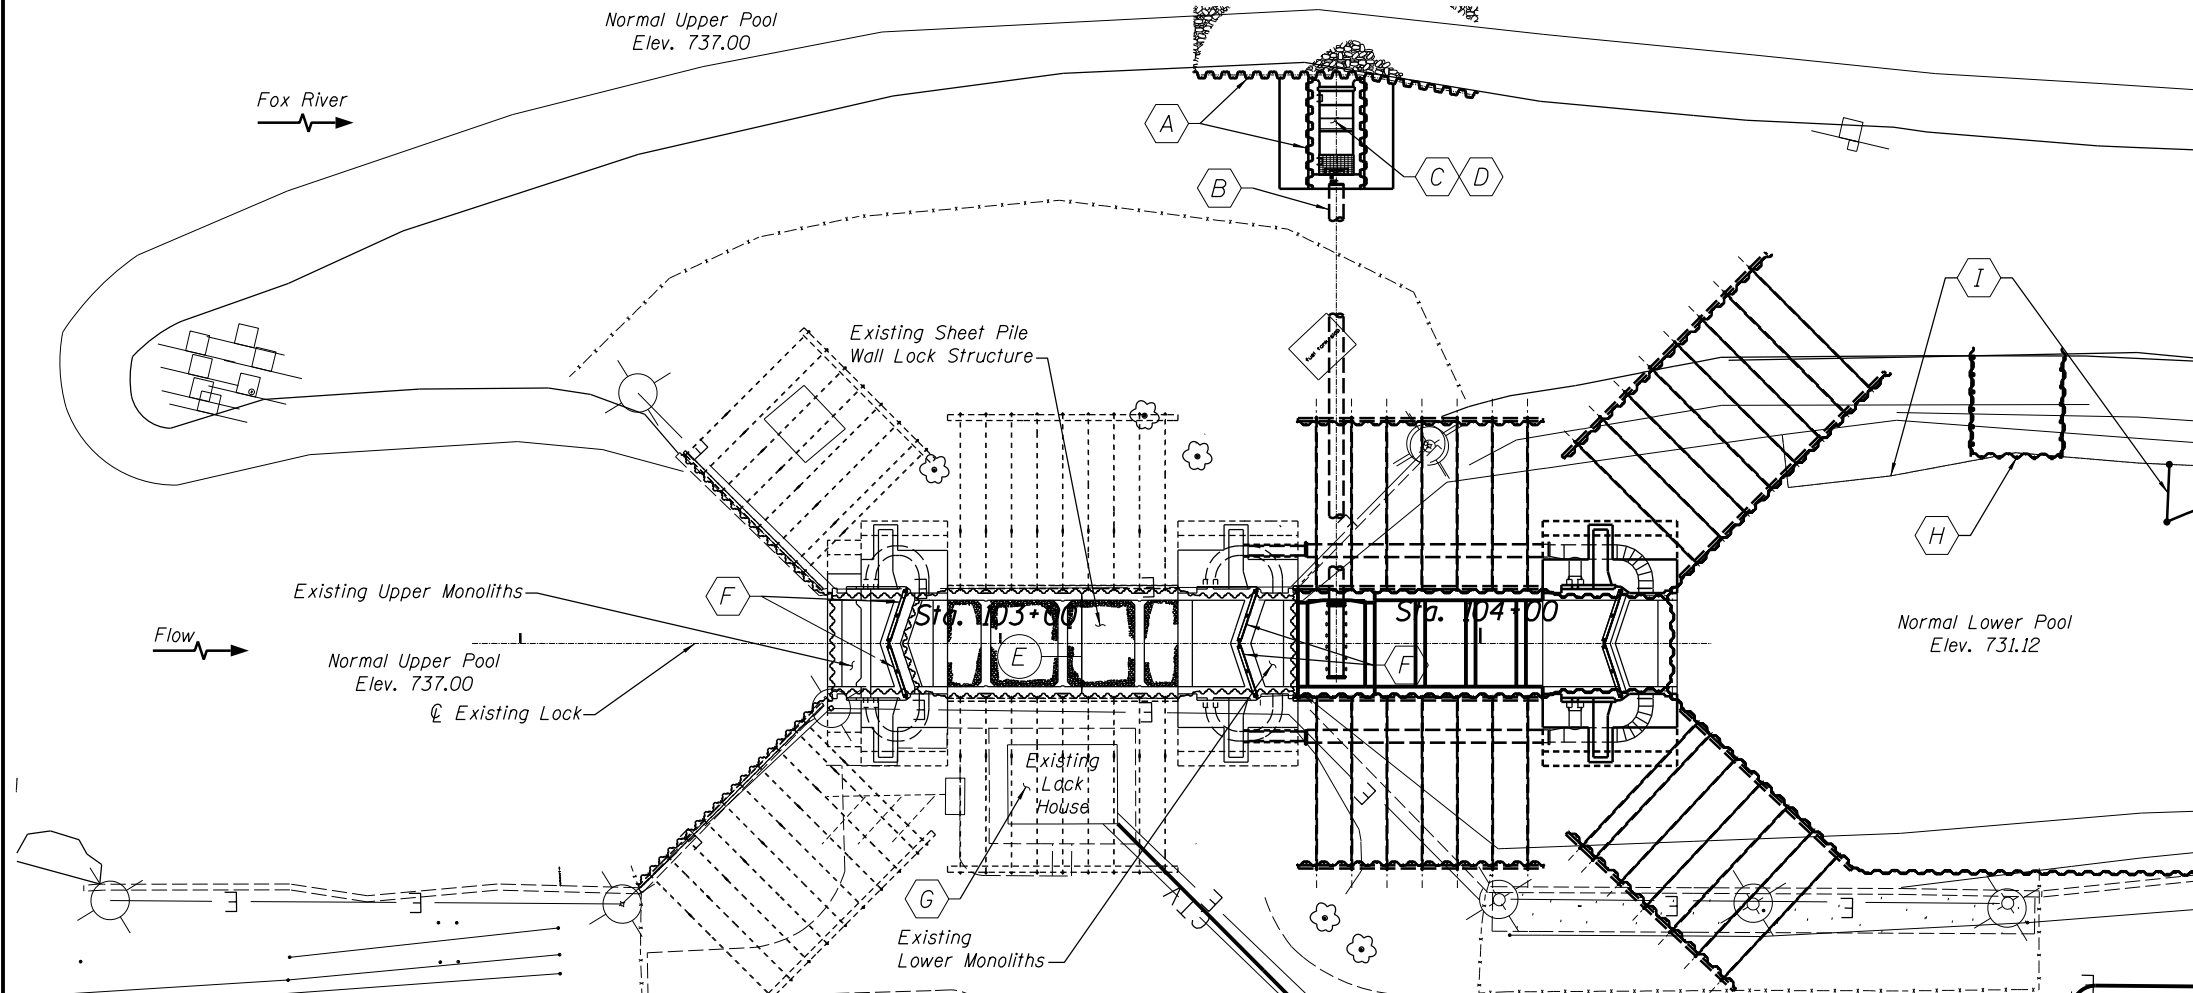 Normal Upper Pool
Elev. 737.00
Fox River
A
B
C
D
I
Existing Sheet Pile
Wall Lock Structure
H
Existing Upper Monoliths
F
Sta. 103+00
Sta. 104+00
E
F
Flow
Normal Upper Pool
Elev. 737.00
℄ Existing Lock
Normal Lower Pool
Elev. 731.12
Existing
Lock
House
G
Existing
Lower Monoliths
E
E
E
E
E
E
E
E
E
E
E
CTV